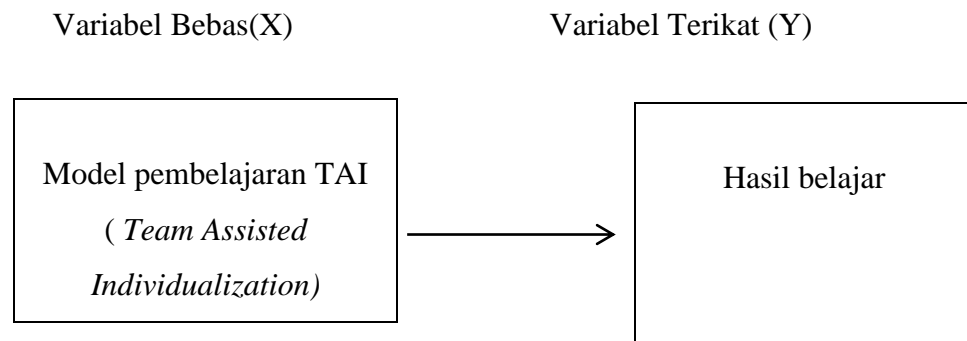 Variabel Bebas(X)
Variabel Terikat (Y)
Model pembelajaran TAI
( Team Assisted
Individualization)
Hasil belajar